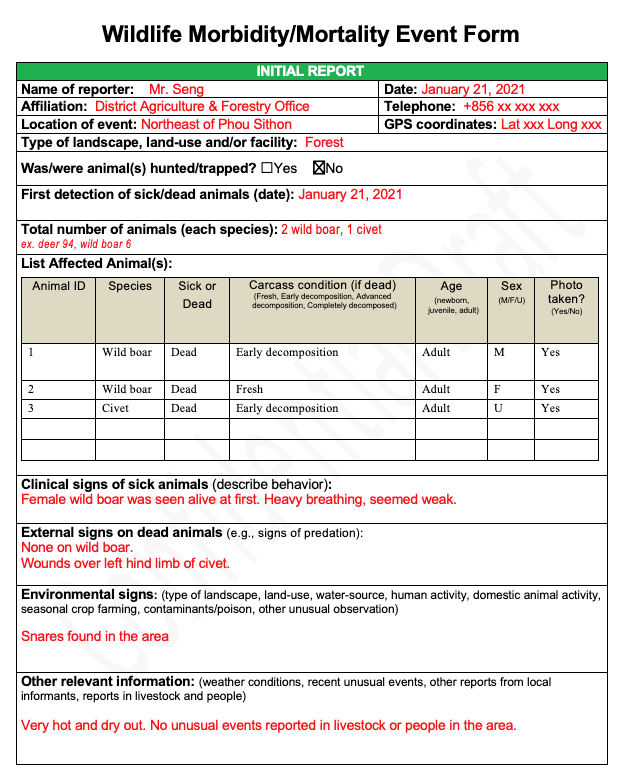 Wildlife Morbidity/Mortality Event Form
INITIAL REPORT
Name of reporter: Mr. Seng
Date: January 21, 2021
Affiliation: District Agriculture & Forestry Office
Telephone: +856 xx xxx xxx
Location of event: Northeast of Phou Sithon
GPS coordinates: Lat xxx Long xxx
Type of landscape, land-use and/or facility: Forest
Was/were animal(s) hunted/trapped? ☐Yes ☒No
First detection of sick/dead animals (date): January 21, 2021
Total number of animals (each species): 2 wild boar, 1 civet
ex. deer 94, wild boar 6
List Affected Animal(s):
Animal ID
Species
Sick or
Dead
Carcass condition (if dead)
(Fresh, Early decomposition, Advanced
decomposition, Completely decomposed)
Age
(newborn,
juvenile, adult)
Sex
(M/F/U)
Photo
taken?
(Yes/No)
1 Wild boar Dead Early decomposition Adult M Yes
2 Wild boar Dead Fresh Adult F Yes
3 Civet Dead Early decomposition Adult U Yes
Clinical signs of sick animals (describe behavior):
Female wild boar was seen alive at first. Heavy breathing, seemed weak.
External signs on dead animals (e.g., signs of predation):
None on wild boar.
Wounds over left hind limb of civet.
Environmental signs: (type of landscape, land-use, water-source, human activity, domestic animal activity,
seasonal crop farming, contaminants/poison, other unusual observation)
Snares found in the area
Other relevant information: (weather conditions, recent unusual events, other reports from local
informants, reports in livestock and people)
Very hot and dry out. No unusual events reported in livestock or people in the area.
Confidential Draft